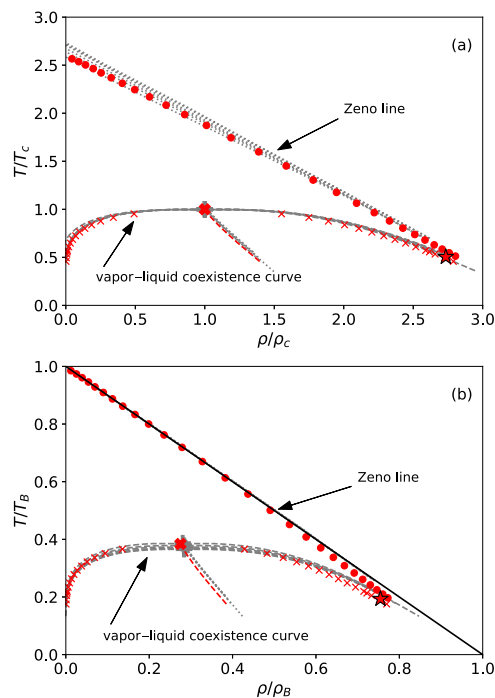 3.0
(a)
2.5
Zeno line
2.0
T/T_c
1.5
1.0
0.5
vapor−liquid coexistence curve
0.0
0.0 0.5 1.0 1.5 2.0 2.5 3.0
ρ/ρ_c
1.0
(b)
0.8
Zeno line
0.6
T/T_B
0.4
0.2
vapor−liquid coexistence curve
0.0
0.0 0.2 0.4 0.6 0.8 1.0
ρ/ρ_B